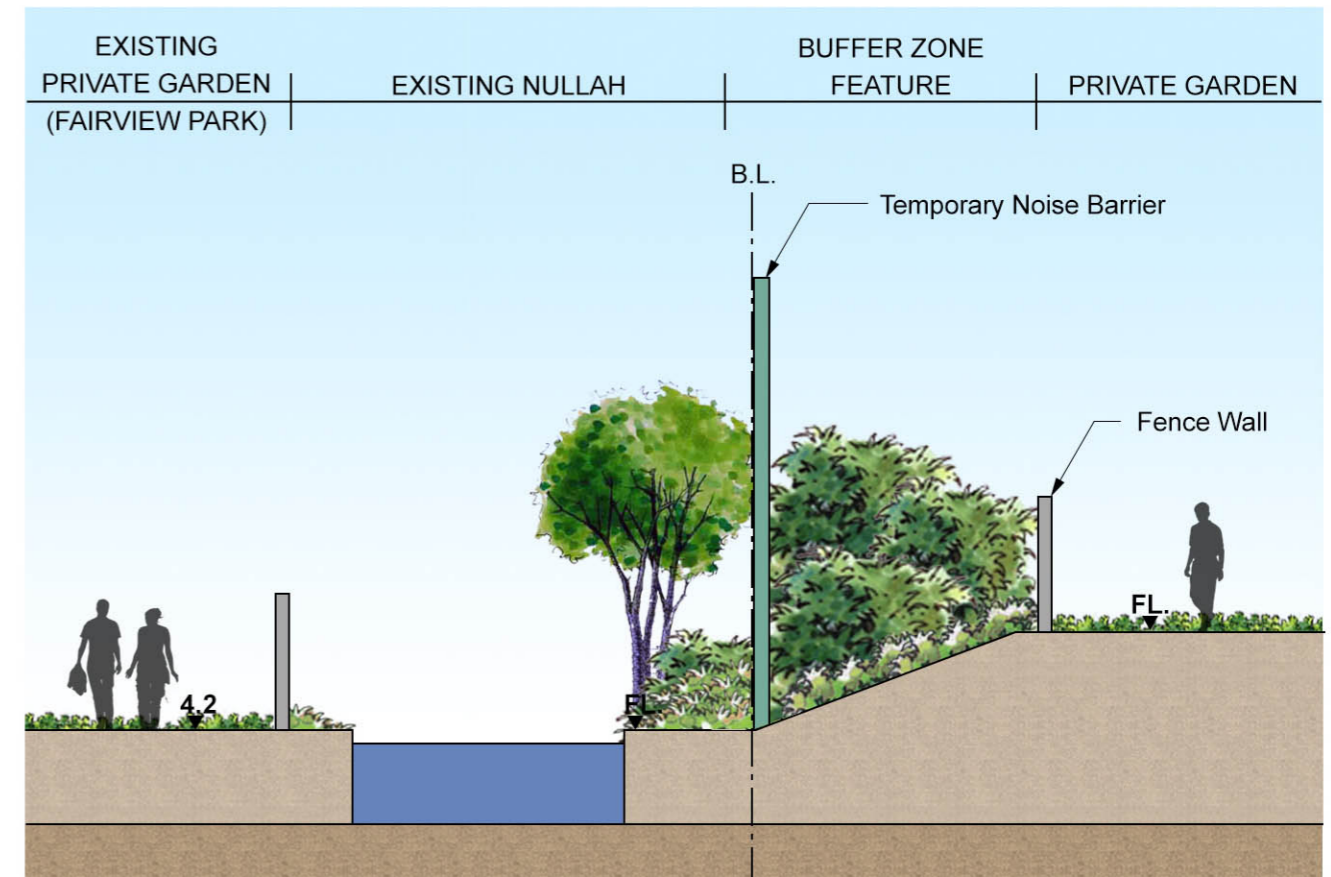 EXISTING
PRIVATE GARDEN
(FAIRVIEW PARK)
EXISTING NULLAH
BUFFER ZONE
FEATURE
PRIVATE GARDEN
B.L.
Temporary Noise Barrier
Fence Wall
FL.
4.2
FL.